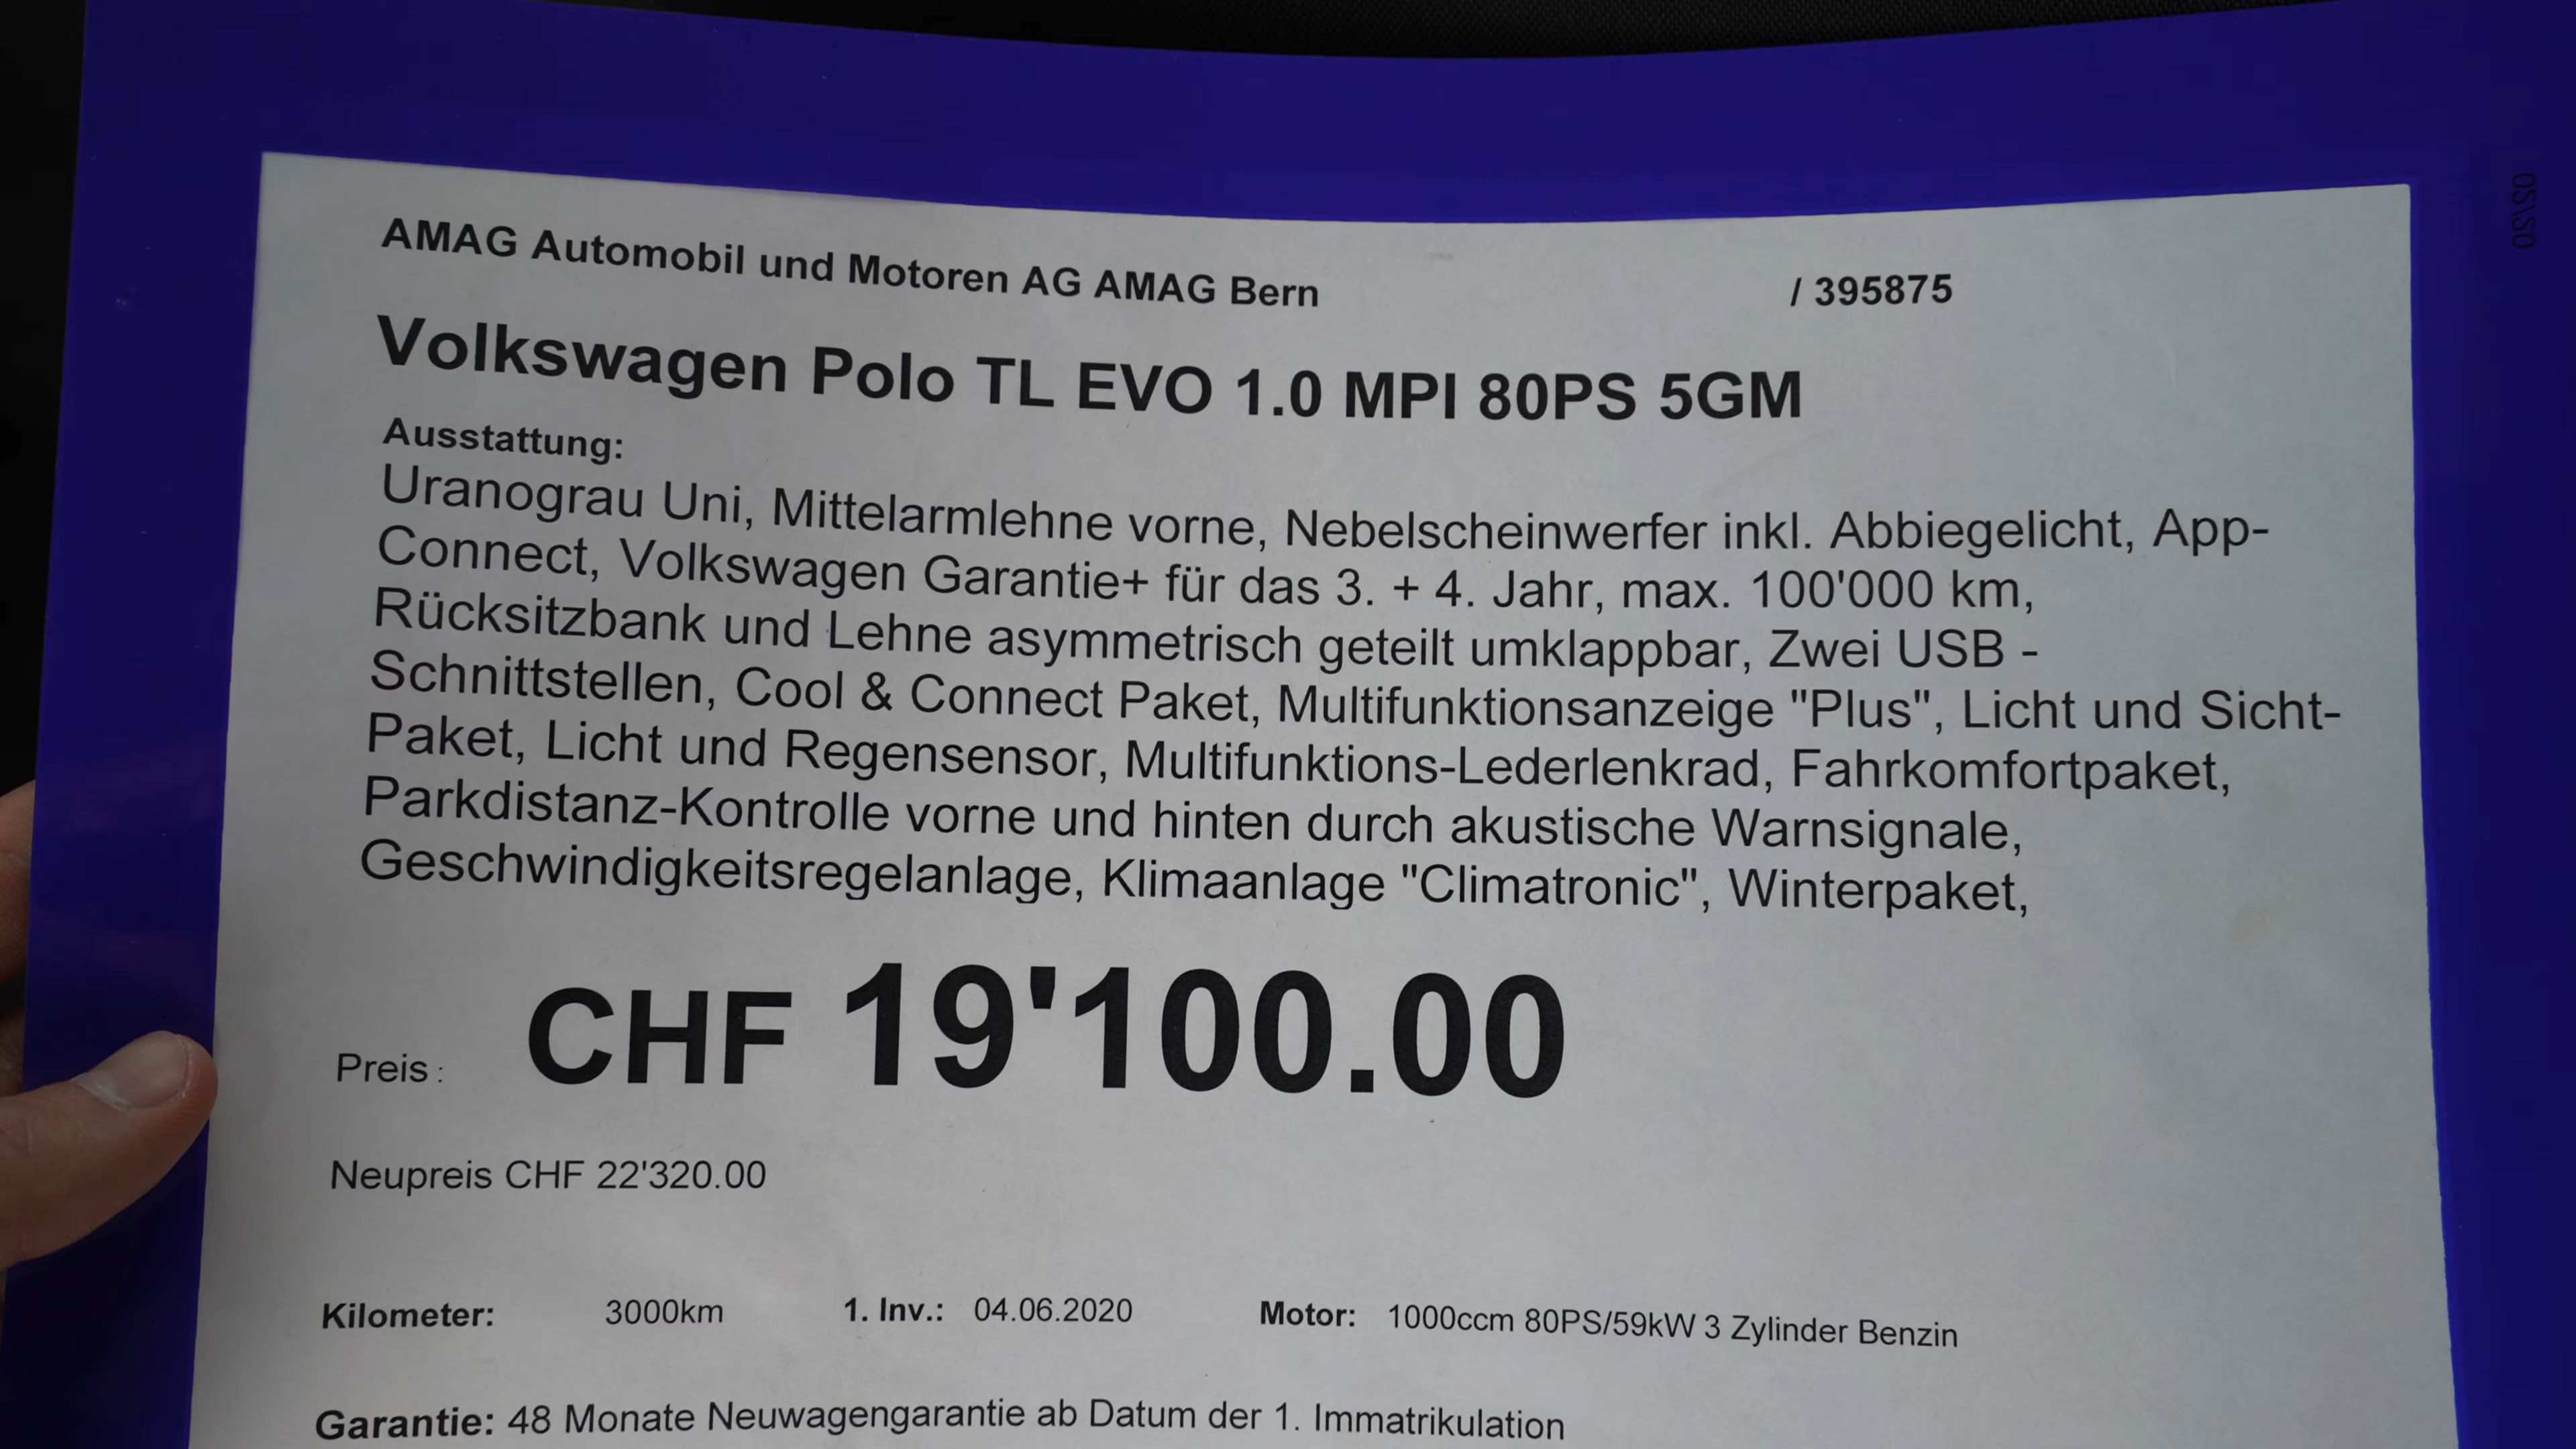 AMAG Automobil und Motoren AG AMAG Bern / 395875
Volkswagen Polo TL EVO 1.0 MPI 80PS 5GM
Ausstattung:
Uranograu Uni, Mittelarmlehne vorne, Nebelscheinwerfer inkl. Abbiegelicht, App-
Connect, Volkswagen Garantie+ für das 3. + 4. Jahr, max. 100'000 km,
Rücksitzbank und Lehne asymmetrisch geteilt umklappbar, Zwei USB -
Schnittstellen, Cool & Connect Paket, Multifunktionsanzeige "Plus", Licht und Sicht-
Paket, Licht und Regensensor, Multifunktions-Lederlenkrad, Fahrkomfortpaket,
Parkdistanz-Kontrolle vorne und hinten durch akustische Warnsignale,
Geschwindigkeitsregelanlage, Klimaanlage "Climatronic", Winterpaket,
Preis : CHF 19'100.00
Neupreis CHF 22'320.00
Kilometer: 3000km 1. Inv.: 04.06.2020 Motor: 1000ccm 80PS/59kW 3 Zylinder Benzin
Garantie: 48 Monate Neuwagengarantie ab Datum der 1. Immatrikulation